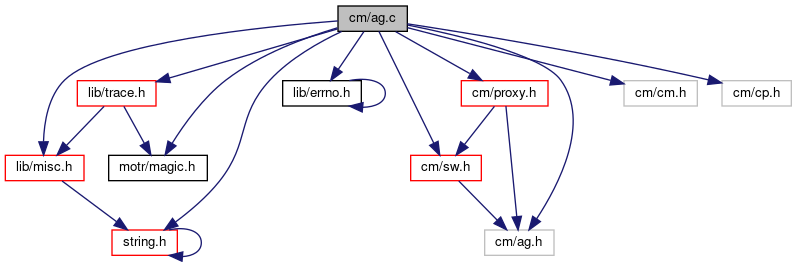 cm/ag.c
lib/trace.h
lib/errno.h
cm/proxy.h
cm/cm.h
cm/cp.h
lib/misc.h
motr/magic.h
cm/sw.h
string.h
cm/ag.h